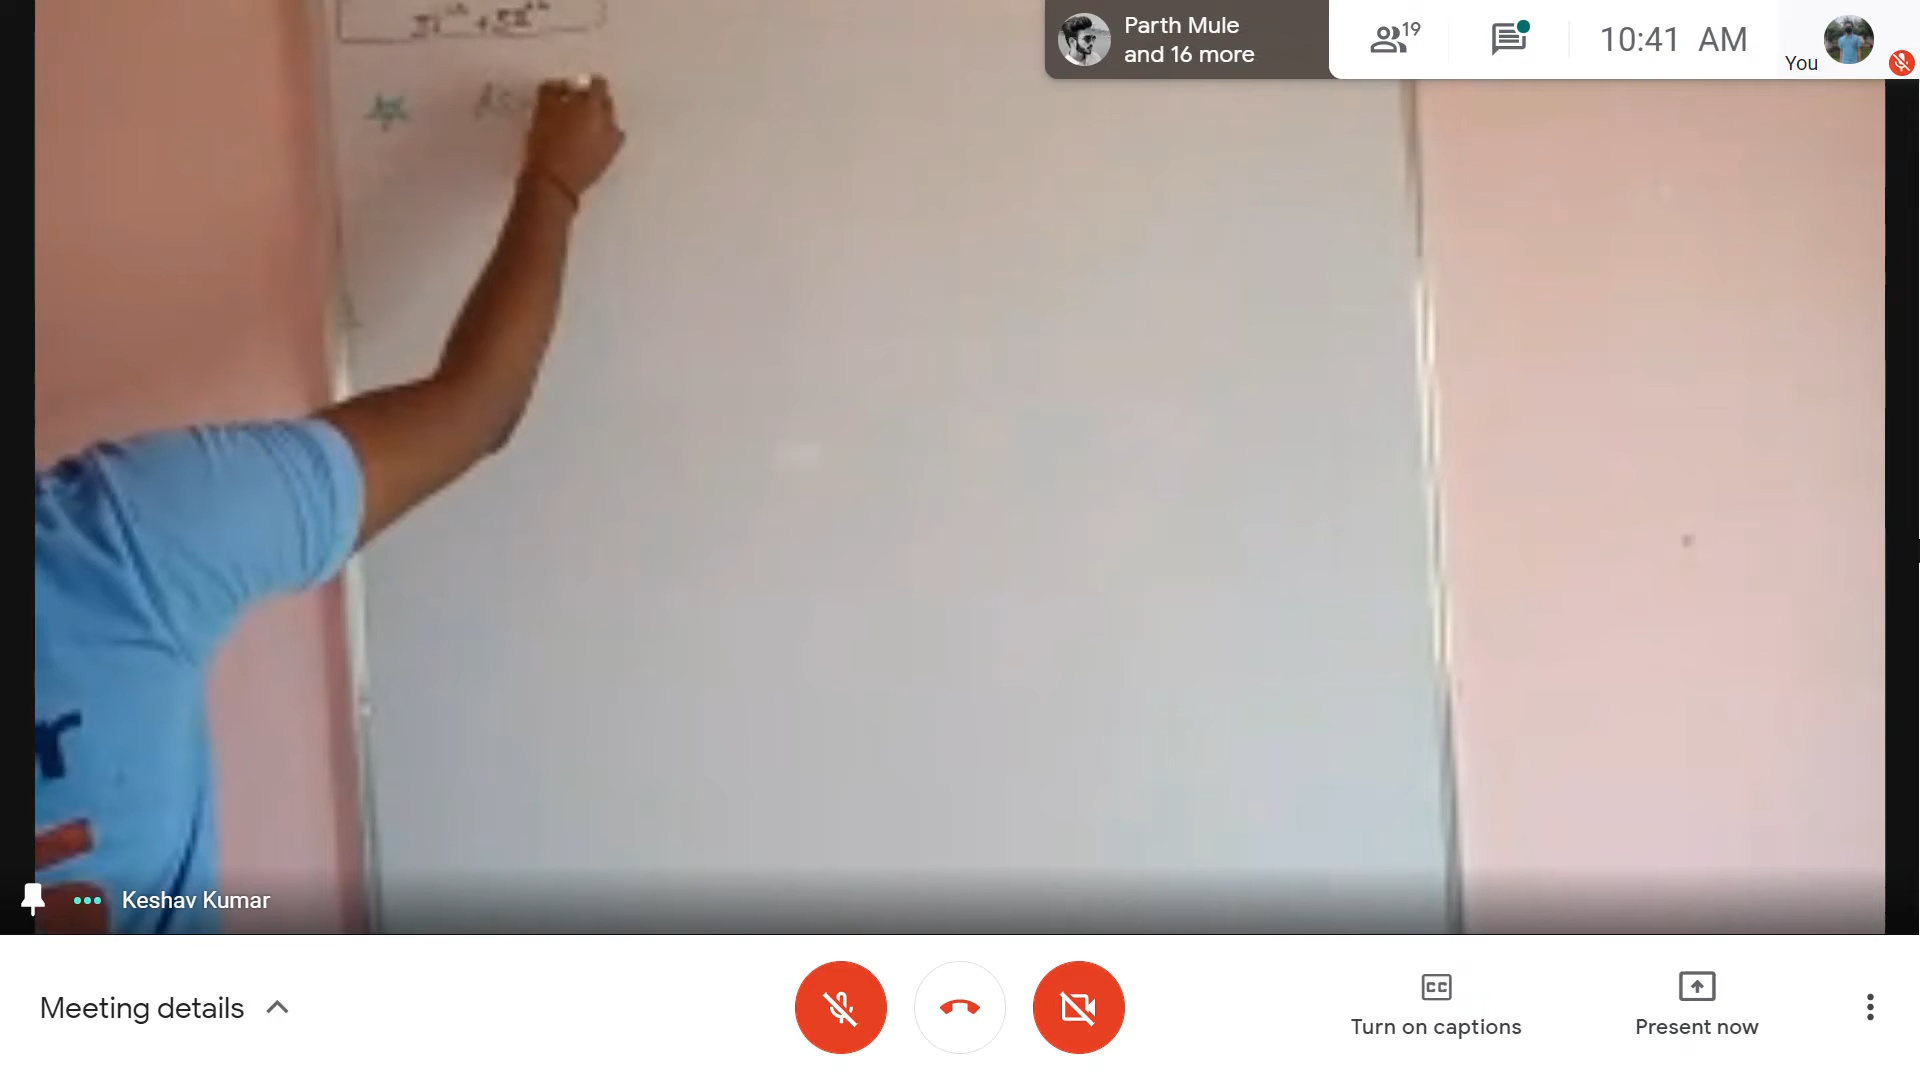 Parth Mule
and 16 more
19
10:41 AM
You
Keshav Kumar
Meeting details
CC
Turn on captions
Present now